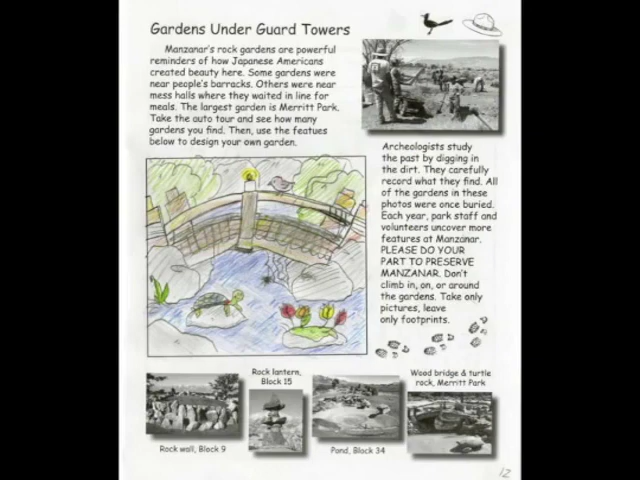 Gardens Under Guard Towers
Manzanar's rock gardens are powerful
reminders of how Japanese Americans
created beauty here. Some gardens were
near people's barracks. Others were near
mess halls where they waited in line for
meals. The largest garden is Merritt Park.
Take the auto tour and see how many
gardens you find. Then, use the featues
below to design your own garden.
Archeologists study
the past by digging in
the dirt. They carefully
record what they find. All
of the gardens in these
photos were once buried.
Each year, park staff and
volunteers uncover more
features at Manzanar.
PLEASE DO YOUR
PART TO PRESERVE
MANZANAR. Don't
climb in, on, or around
the gardens. Take only
pictures, leave
only footprints.
Rock wall, Block 9
Rock lantern,
Block 15
Pond, Block 34
Wood bridge & turtle
rock, Merritt Park
12